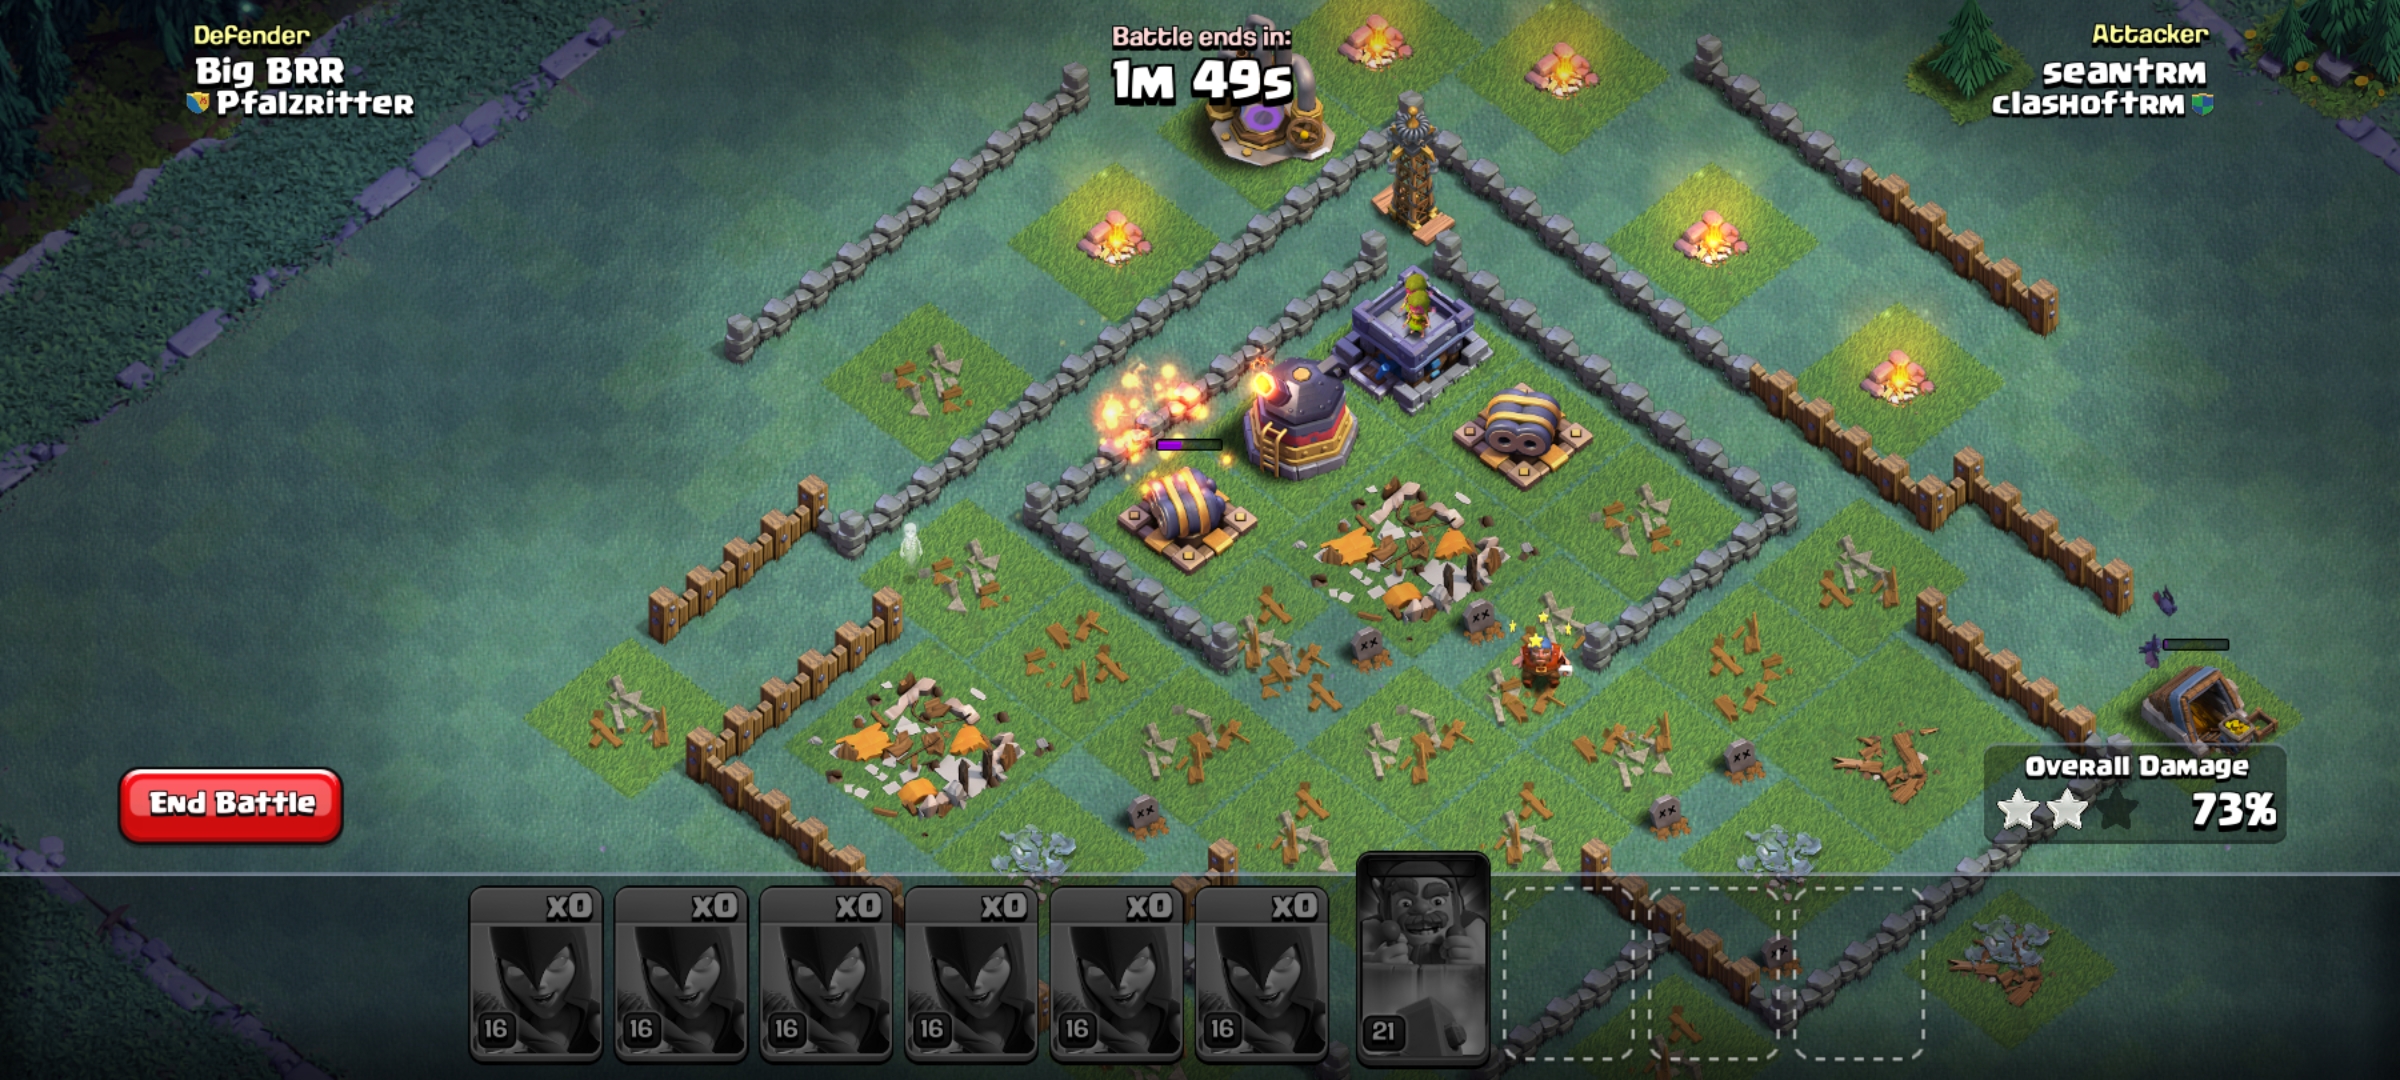 Defender
Big BRR
Pfalzritter
Battle ends in:
1M 49s
Attacker
seantRM
clashoftRM
End Battle
Overall Damage
73%
x0
x0
x0
x0
x0
x0
16
16
16
16
16
16
21